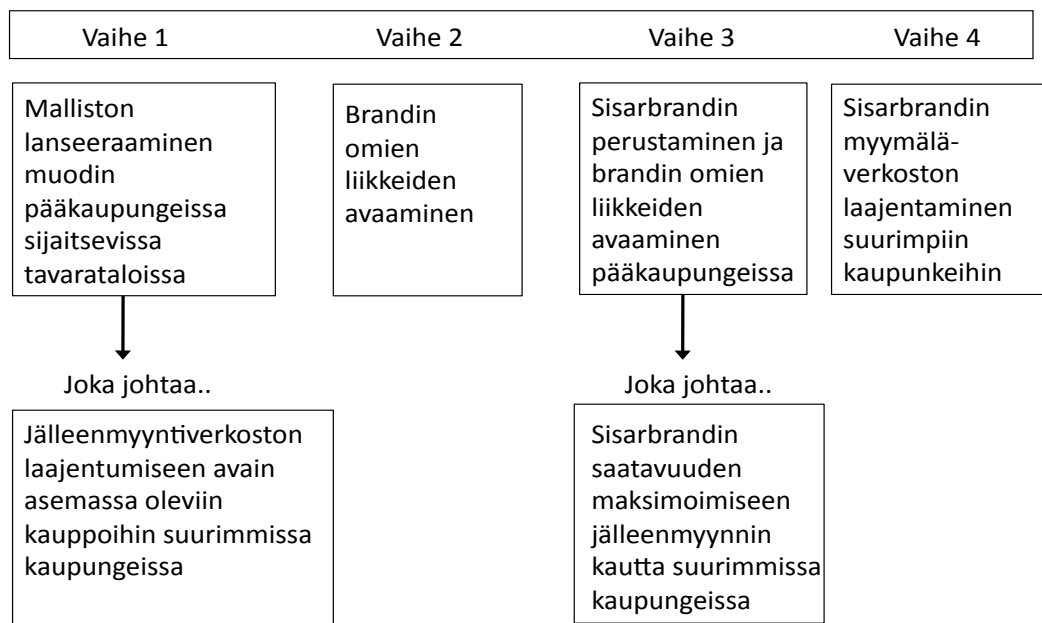 Vaihe 1
Vaihe 2
Vaihe 3
Vaihe 4
Malliston
lanseeraaminen
muodin
pääkaupungeissa
sijaitsevissa
tavarataloissa
Brandin
omien
liikkeiden
avaaminen
Sisarbrandin
perustaminen ja
brandin omien
liikkeiden
avaaminen
pääkaupungeissa
Sisarbrandin
myymälä-
verkoston
laajentaminen
suurimpiin
kaupunkeihin
Joka johtaa..
Jälleenmyyntiverkoston
laajentumiseen avain
asemassa oleviin
kauppoihin suurimmissa
kaupungeissa
Joka johtaa..
Sisarbrandin
saatavuuden
maksimoimiseen
jälleenmyynnin
kautta suurimmissa
kaupungeissa